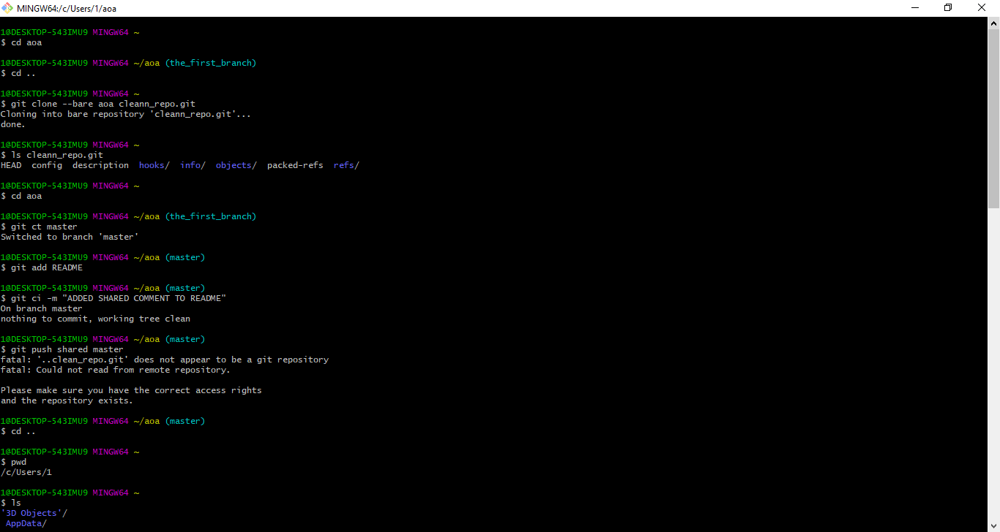 MINGW64:/c/Users/1/aoa
1@DESKTOP-543IMU9 MINGW64 ~
$ cd aoa
1@DESKTOP-543IMU9 MINGW64 ~/aoa (the_first_branch)
$ cd ..
1@DESKTOP-543IMU9 MINGW64 ~
$ git clone --bare aoa cleann_repo.git
Cloning into bare repository 'cleann_repo.git'...
done.
1@DESKTOP-543IMU9 MINGW64 ~
$ ls cleann_repo.git
HEAD  config  description  hooks/  info/  objects/  packed-refs  refs/
1@DESKTOP-543IMU9 MINGW64 ~
$ cd aoa
1@DESKTOP-543IMU9 MINGW64 ~/aoa (the_first_branch)
$ git ct master
Switched to branch 'master'
1@DESKTOP-543IMU9 MINGW64 ~/aoa (master)
$ git add README
1@DESKTOP-543IMU9 MINGW64 ~/aoa (master)
$ git ci -m "ADDED SHARED COMMENT TO README"
On branch master
nothing to commit, working tree clean
1@DESKTOP-543IMU9 MINGW64 ~/aoa (master)
$ git push shared master
fatal: '..clean_repo.git' does not appear to be a git repository
fatal: Could not read from remote repository.
Please make sure you have the correct access rights
and the repository exists.
1@DESKTOP-543IMU9 MINGW64 ~/aoa (master)
$ cd ..
1@DESKTOP-543IMU9 MINGW64 ~
$ pwd
/c/Users/1
1@DESKTOP-543IMU9 MINGW64 ~
$ ls
'3D Objects'/
AppData/